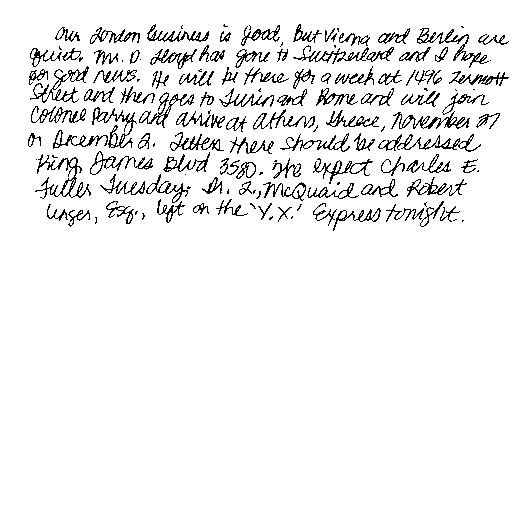 Our London business is good, but Vienna and Berlin are
quiet. Mr. D. Lloyd has gone to Switzerland and I hope
for good news. He will be there for a week at 1496 Zermott
Street and then goes to Turin and Rome and will join
Colonel Parry and arrive at Athens, Greece, November 27
or December 2. Letters there should be addressed
King James Blvd 3580. We expect Charles E.
Fuller Tuesday. Dr. L. McQuaid and Robert
Unger, Esq., left on the 'Y.X.' Express tonight.